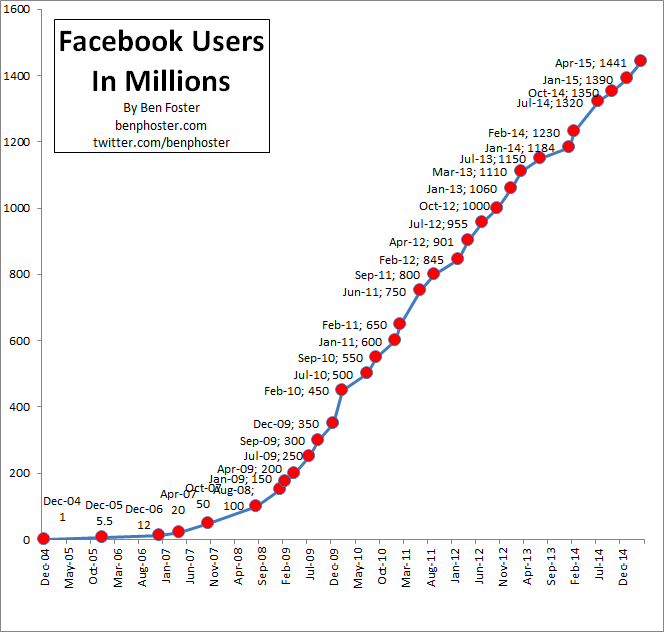 Facebook Users
In Millions
By Ben Foster
benphoster.com
twitter.com/benphoster
1600
1400
1200
1000
800
600
400
200
0
Apr-15; 1441
Jan-15; 1390
Oct-14; 1350
Jul-14; 1320
Feb-14; 1230
Jan-14; 1184
Jul-13; 1150
Mar-13; 1110
Jan-13; 1060
Oct-12; 1000
Jul-12; 955
Apr-12; 901
Feb-12; 845
Sep-11; 800
Jun-11; 750
Feb-11; 650
Jan-11; 600
Sep-10; 550
Jul-10; 500
Feb-10; 450
Dec-09; 350
Sep-09; 300
Jul-09; 250
Apr-09; 200
Jan-09; 150
Aug-08;
100
Oct-07
50
Apr-07
20
Dec-06
12
Dec-05
5.5
Dec-04
1
Dec-04
May-05
Oct-05
Mar-06
Aug-06
Jan-07
Jun-07
Nov-07
Apr-08
Sep-08
Feb-09
Jul-09
Dec-09
May-10
Oct-10
Mar-11
Aug-11
Jan-12
Jun-12
Nov-12
Apr-13
Sep-13
Feb-14
Jul-14
Dec-14